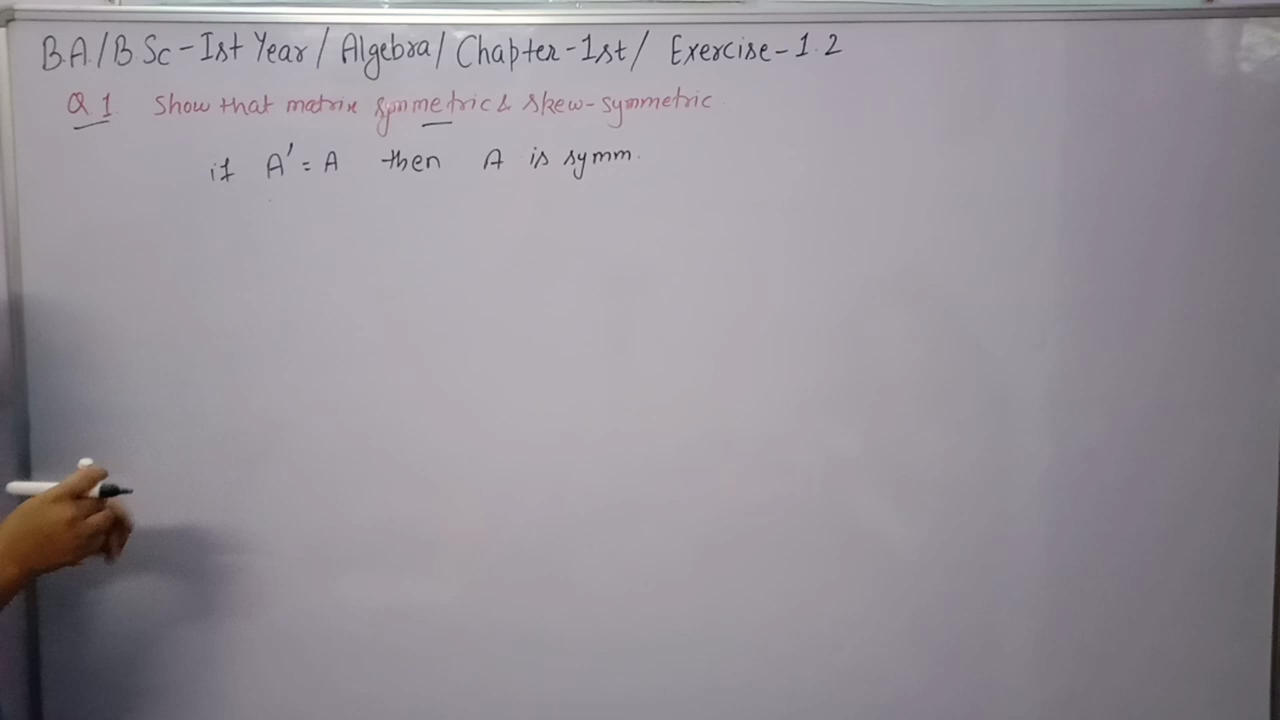 B.A./B.Sc-Ist Year/Algebra/Chapter-1st/ Exercise-1.2
Q 1 Show that matrix symmetric & skew-symmetric
if A' = A then A is symm.